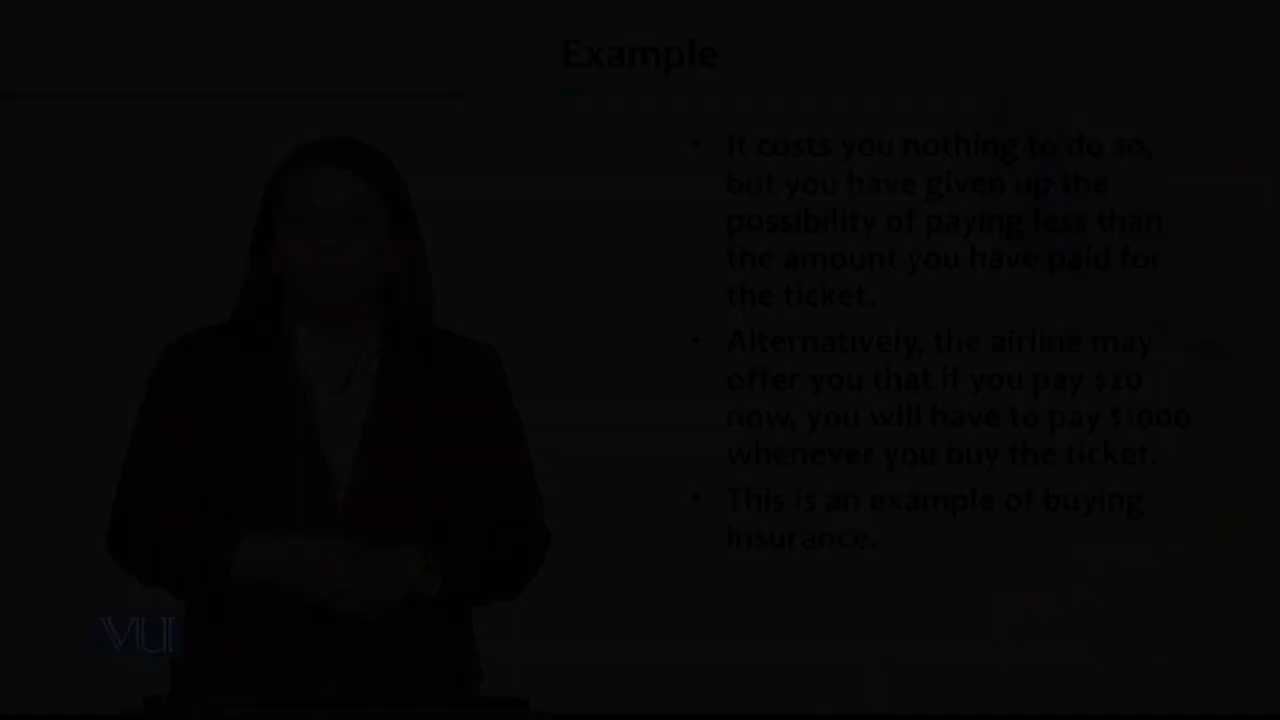 Example
• It costs you nothing to do so,
but you have given up the
possibility of paying less than
the amount you have paid for
the ticket.
• Alternatively, the airline may
offer you that if you pay $20
now, you will have to pay $1000
whenever you buy the ticket.
• This is an example of buying
insurance.
VU